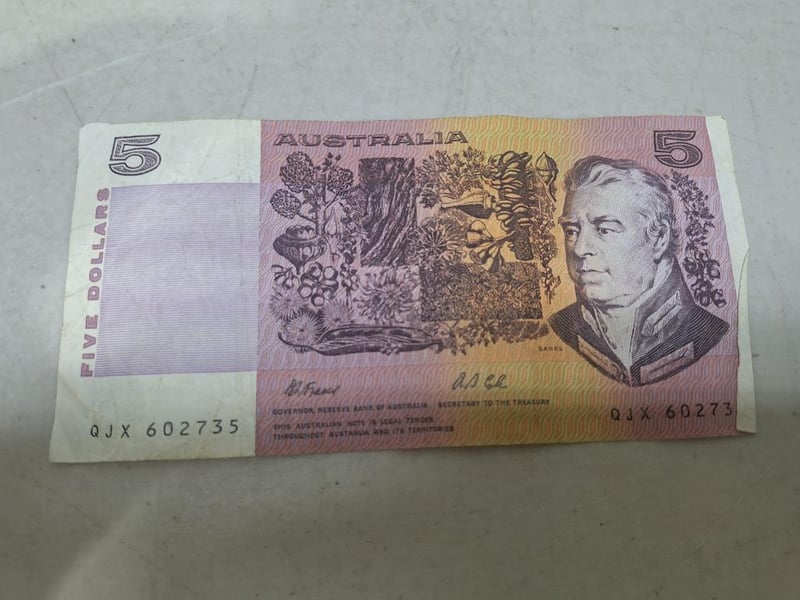 5
AUSTRALIA
5
FIVE DOLLARS
BANKS
GOVERNOR, RESERVE BANK OF AUSTRALIA SECRETARY TO THE TREASURY
THIS AUSTRALIAN NOTE IS LEGAL TENDER
THROUGHOUT AUSTRALIA AND ITS TERRITORIES
QJX 602735
QJX 60273